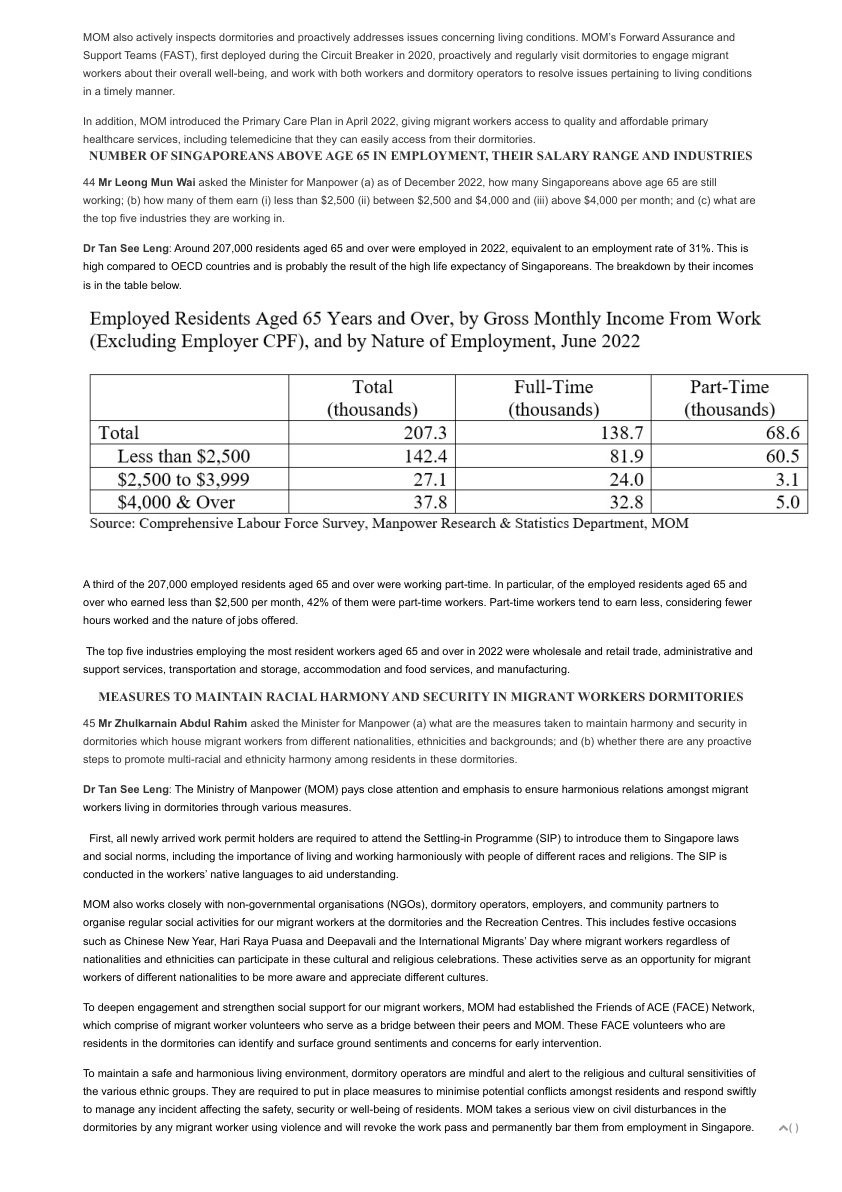 MOM also actively inspects dormitories and proactively addresses issues concerning living conditions. MOM's Forward Assurance and
Support Teams (FAST), first deployed during the Circuit Breaker in 2020, proactively and regularly visit dormitories to engage migrant
workers about their overall well-being, and work with both workers and dormitory operators to resolve issues pertaining to living conditions
in a timely manner.
In addition, MOM introduced the Primary Care Plan in April 2022, giving migrant workers access to quality and affordable primary
healthcare services, including telemedicine that they can easily access from their dormitories.
NUMBER OF SINGAPOREANS ABOVE AGE 65 IN EMPLOYMENT, THEIR SALARY RANGE AND INDUSTRIES
44 Mr Leong Mun Wai asked the Minister for Manpower (a) as of December 2022, how many Singaporeans above age 65 are still
working; (b) how many of them earn (i) less than $2,500 (ii) between $2,500 and $4,000 and (iii) above $4,000 per month; and (c) what are
the top five industries they are working in.
Dr Tan See Leng: Around 207,000 residents aged 65 and over were employed in 2022, equivalent to an employment rate of 31%. This is
high compared to OECD countries and is probably the result of the high life expectancy of Singaporeans. The breakdown by their incomes
is in the table below.
Employed Residents Aged 65 Years and Over, by Gross Monthly Income From Work
(Excluding Employer CPF), and by Nature of Employment, June 2022
Total (thousands) Full-Time (thousands) Part-Time (thousands)
Total 207.3 138.7 68.6
Less than $2,500 142.4 81.9 60.5
$2,500 to $3,999 27.1 24.0 3.1
$4,000 & Over 37.8 32.8 5.0
Source: Comprehensive Labour Force Survey, Manpower Research & Statistics Department, MOM
A third of the 207,000 employed residents aged 65 and over were working part-time. In particular, of the employed residents aged 65 and
over who earned less than $2,500 per month, 42% of them were part-time workers. Part-time workers tend to earn less, considering fewer
hours worked and the nature of jobs offered.
The top five industries employing the most resident workers aged 65 and over in 2022 were wholesale and retail trade, administrative and
support services, transportation and storage, accommodation and food services, and manufacturing.
MEASURES TO MAINTAIN RACIAL HARMONY AND SECURITY IN MIGRANT WORKERS DORMITORIES
45 Mr Zhulkarnain Abdul Rahim asked the Minister for Manpower (a) what are the measures taken to maintain harmony and security in
dormitories which house migrant workers from different nationalities, ethnicities and backgrounds; and (b) whether there are any proactive
steps to promote multi-racial and ethnicity harmony among residents in these dormitories.
Dr Tan See Leng: The Ministry of Manpower (MOM) pays close attention and emphasis to ensure harmonious relations amongst migrant
workers living in dormitories through various measures.
First, all newly arrived work permit holders are required to attend the Settling-in Programme (SIP) to introduce them to Singapore laws
and social norms, including the importance of living and working harmoniously with people of different races and religions. The SIP is
conducted in the workers' native languages to aid understanding.
MOM also works closely with non-governmental organisations (NGOs), dormitory operators, employers, and community partners to
organise regular social activities for our migrant workers at the dormitories and the Recreation Centres. This includes festive occasions
such as Chinese New Year, Hari Raya Puasa and Deepavali and the International Migrants' Day where migrant workers regardless of
nationalities and ethnicities can participate in these cultural and religious celebrations. These activities serve as an opportunity for migrant
workers of different nationalities to be more aware and appreciate different cultures.
To deepen engagement and strengthen social support for our migrant workers, MOM had established the Friends of ACE (FACE) Network,
which comprise of migrant worker volunteers who serve as a bridge between their peers and MOM. These FACE volunteers who are
residents in the dormitories can identify and surface ground sentiments and concerns for early intervention.
To maintain a safe and harmonious living environment, dormitory operators are mindful and alert to the religious and cultural sensitivities of
the various ethnic groups. They are required to put in place measures to minimise potential conflicts amongst residents and respond swiftly
to manage any incident affecting the safety, security or well-being of residents. MOM takes a serious view on civil disturbances in the
dormitories by any migrant worker using violence and will revoke the work pass and permanently bar them from employment in Singapore.
( )